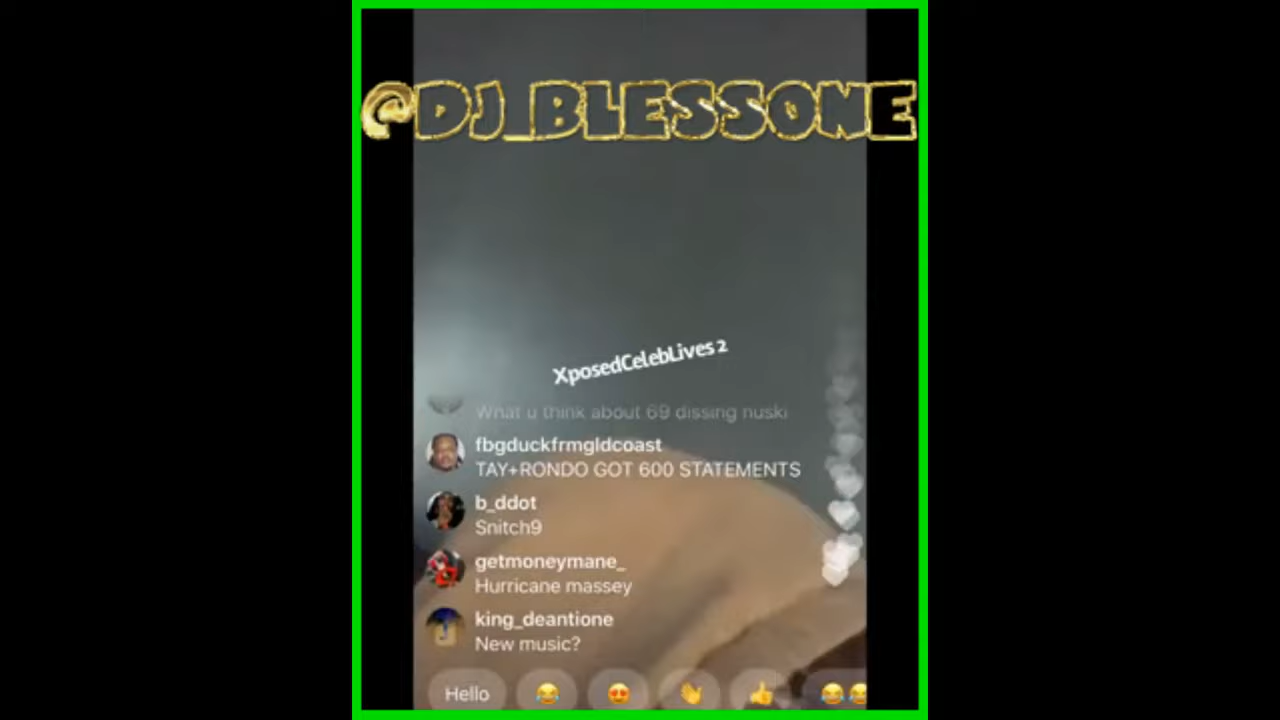 @DJ_BLESSONE
XposedCelebLives 2
What u think about 69 dissing nuski
fbgduckfrmgldcoast
TAY+RONDO GOT 600 STATEMENTS
b_ddot
Snitch9
getmoneymane_
Hurricane massey
king_deantione
New music?
Hello